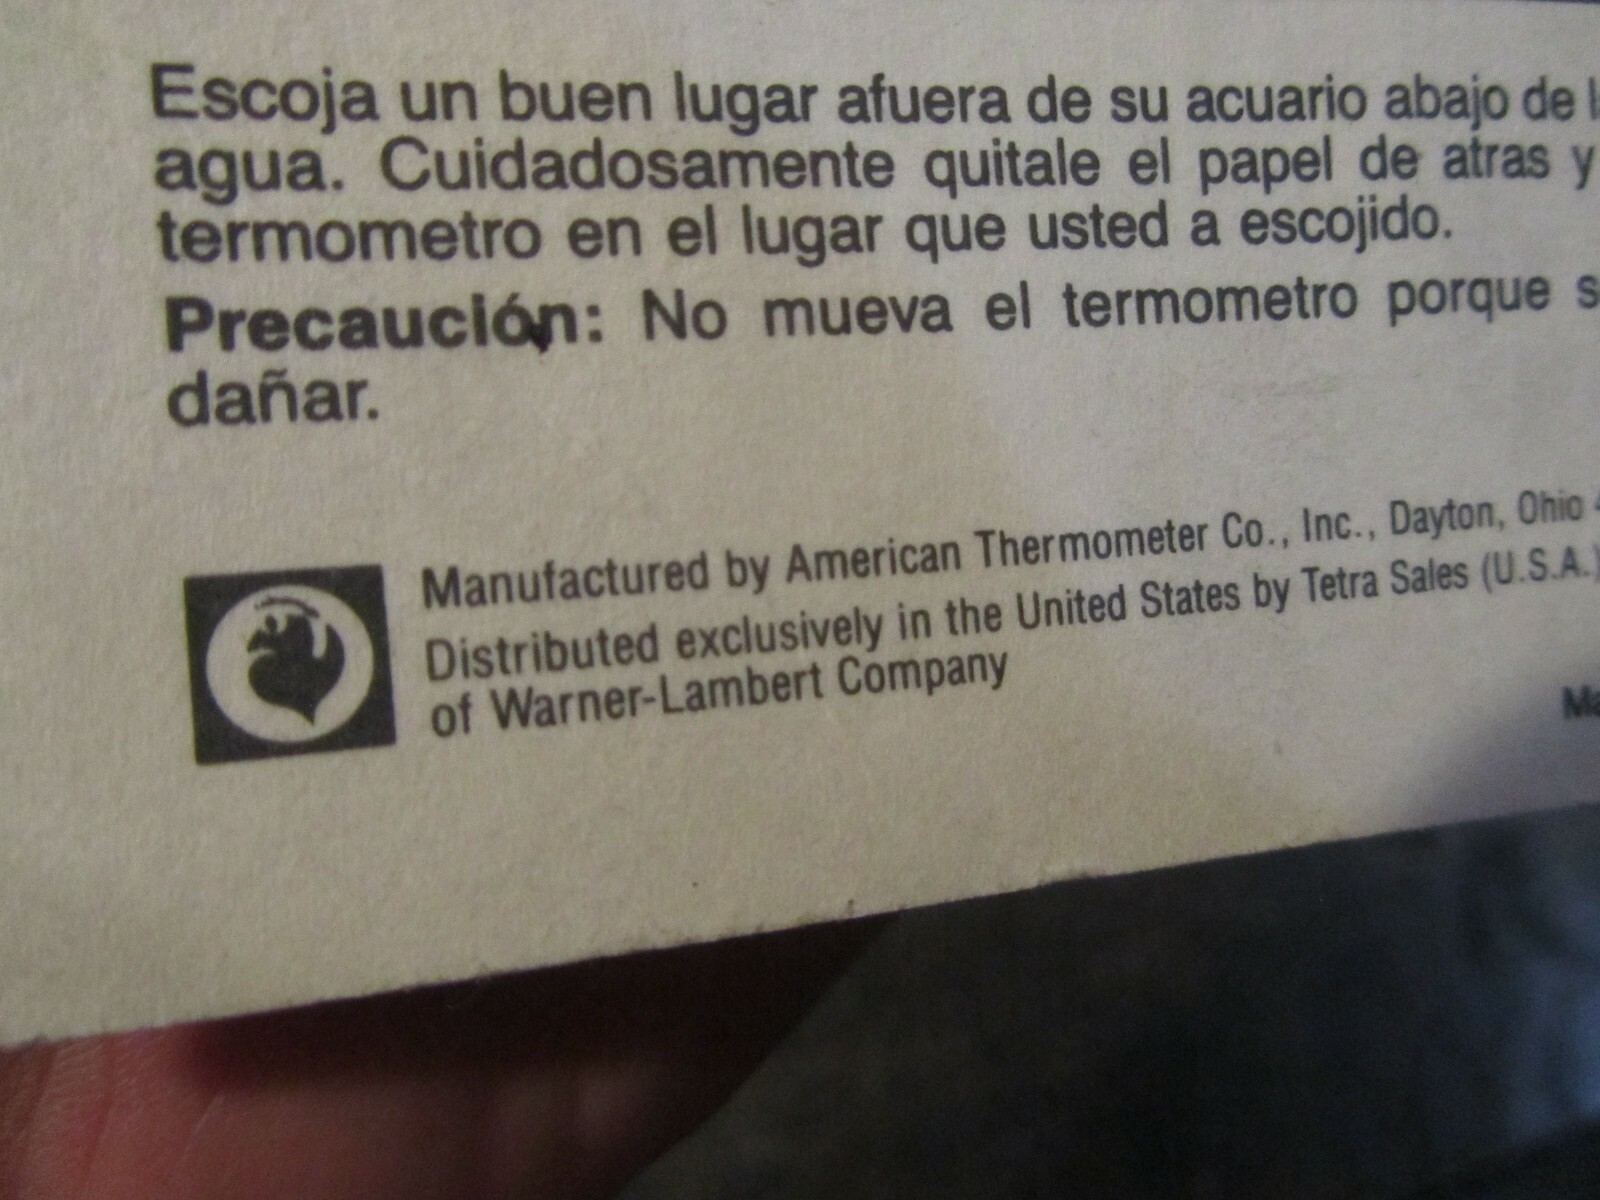 Escoja un buen lugar afuera de su acuario abajo de
agua. Cuidadosamente quitale el papel de atras y
termometro en el lugar que usted a escojido.
Precaución: No mueva el termometro porque
dañar.
Manufactured by American Thermometer Co., Inc., Dayton, Ohio
Distributed exclusively in the United States by Tetra Sales (U.S.A.)
of Warner-Lambert Company